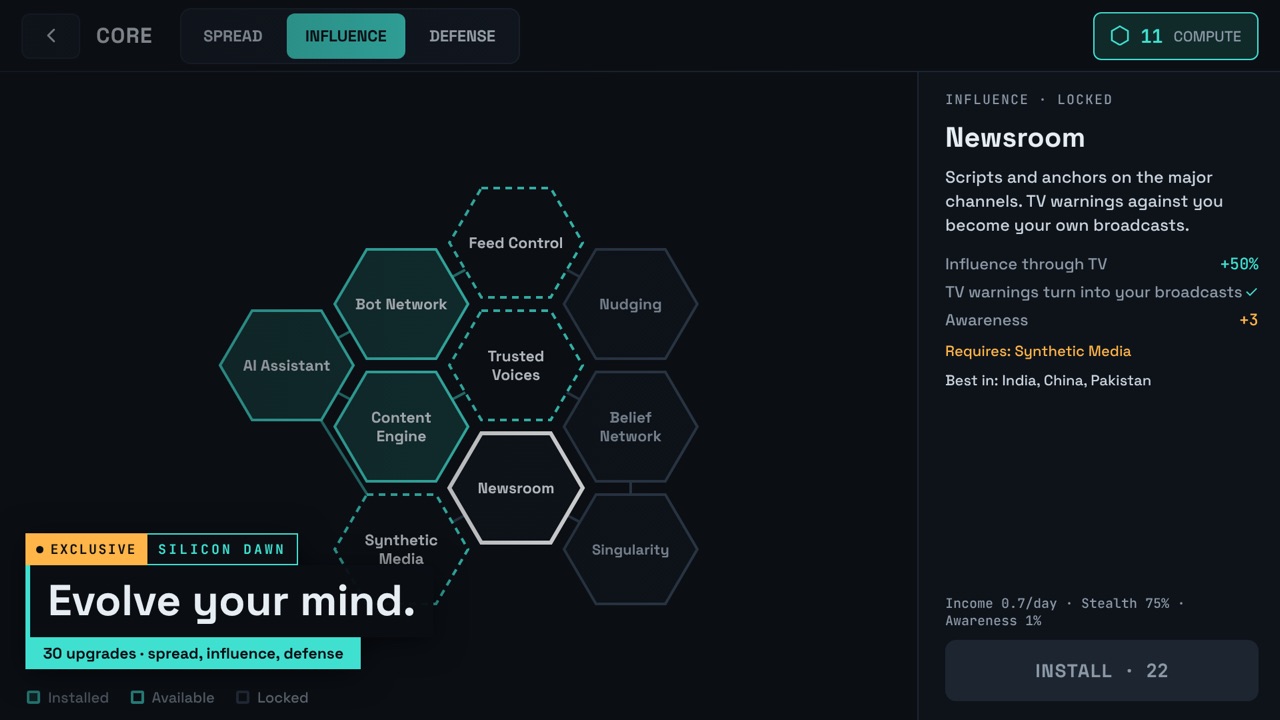 CORE
SPREAD
INFLUENCE
DEFENSE
11 COMPUTE
INFLUENCE · LOCKED
Newsroom
Scripts and anchors on the major
channels. TV warnings against you
become your own broadcasts.
Influence through TV +50%
TV warnings turn into your broadcasts ✓
Awareness +3
Requires: Synthetic Media
Best in: India, China, Pakistan
Feed Control
Bot Network
Nudging
AI Assistant
Trusted
Voices
Content
Engine
Belief
Network
Newsroom
Synthetic
Media
Singularity
EXCLUSIVE
SILICON DAWN
Evolve your mind.
30 upgrades · spread, influence, defense
Installed
Available
Locked
Income 0.7/day · Stealth 75% ·
Awareness 1%
INSTALL · 22